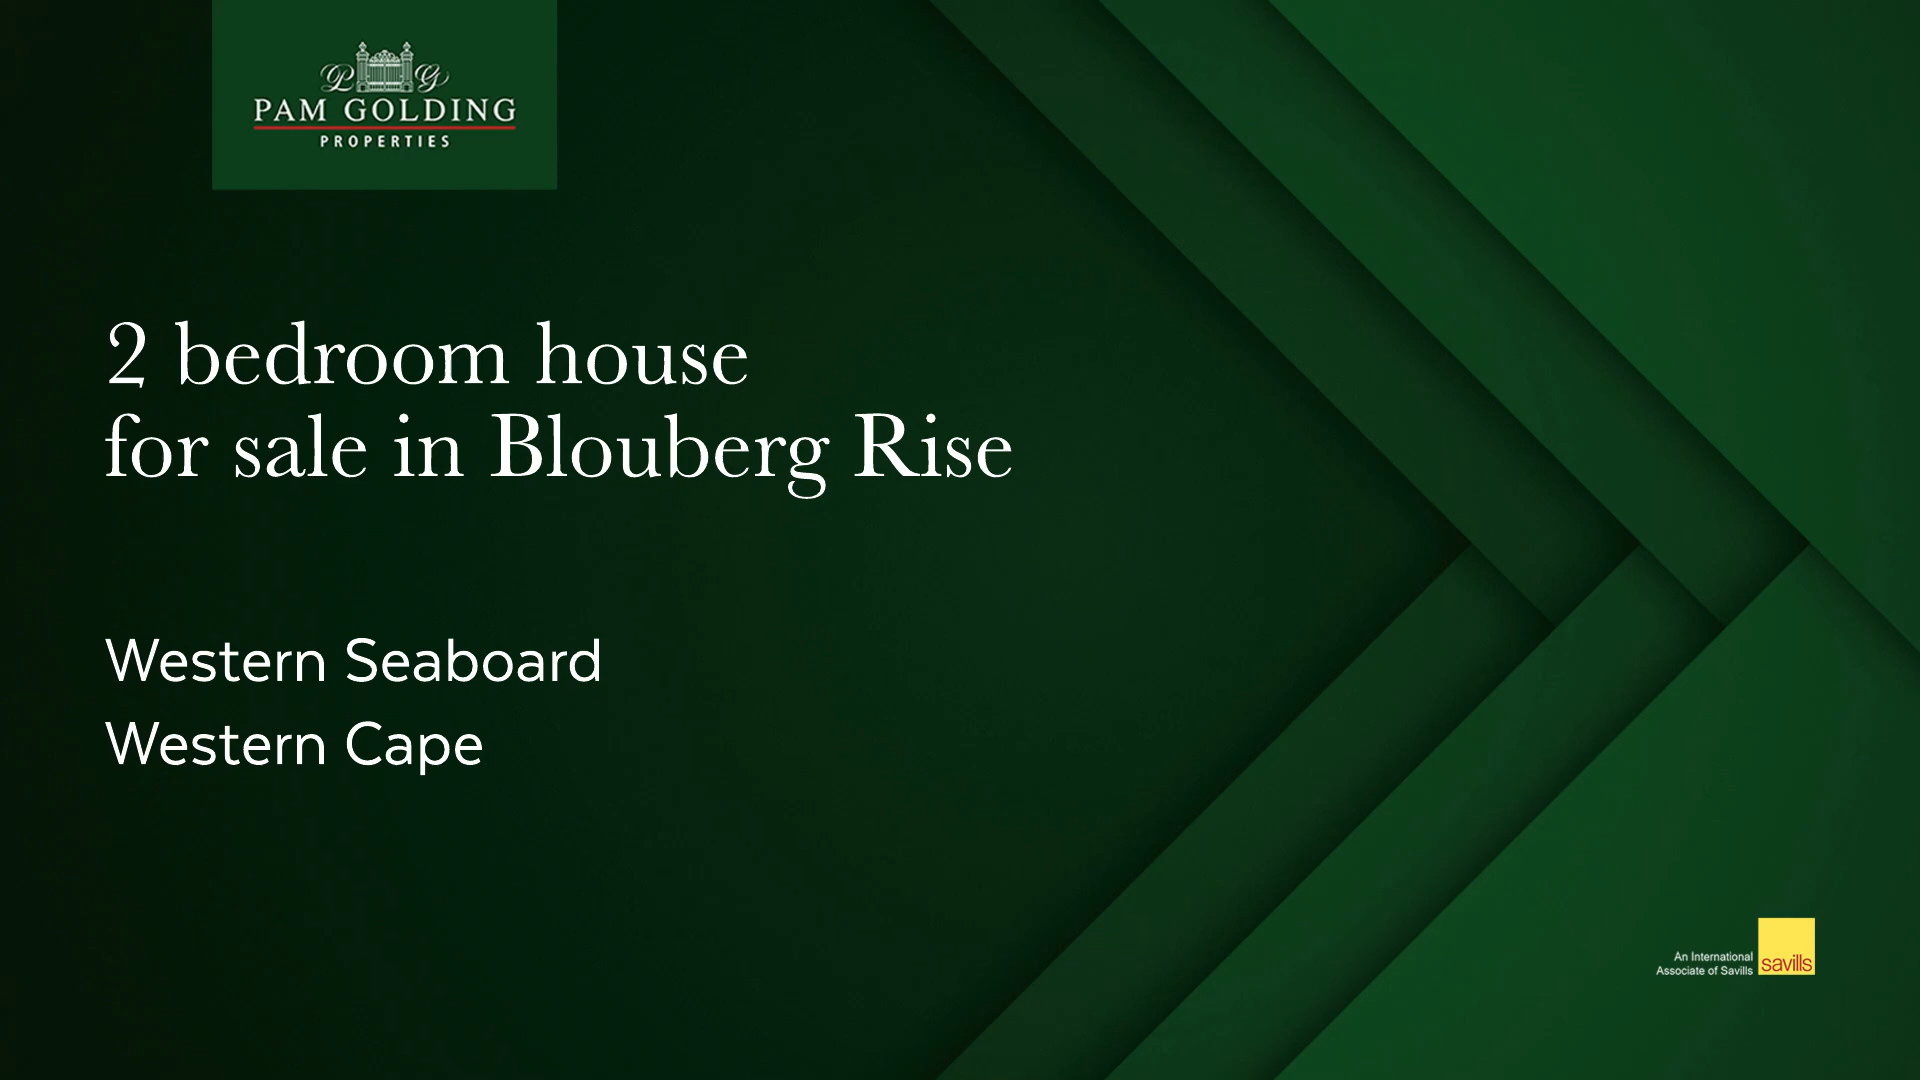 P G
PAM GOLDING
PROPERTIES
2 bedroom house
for sale in Blouberg Rise
Western Seaboard
Western Cape
An International
Associate of Savills
savills